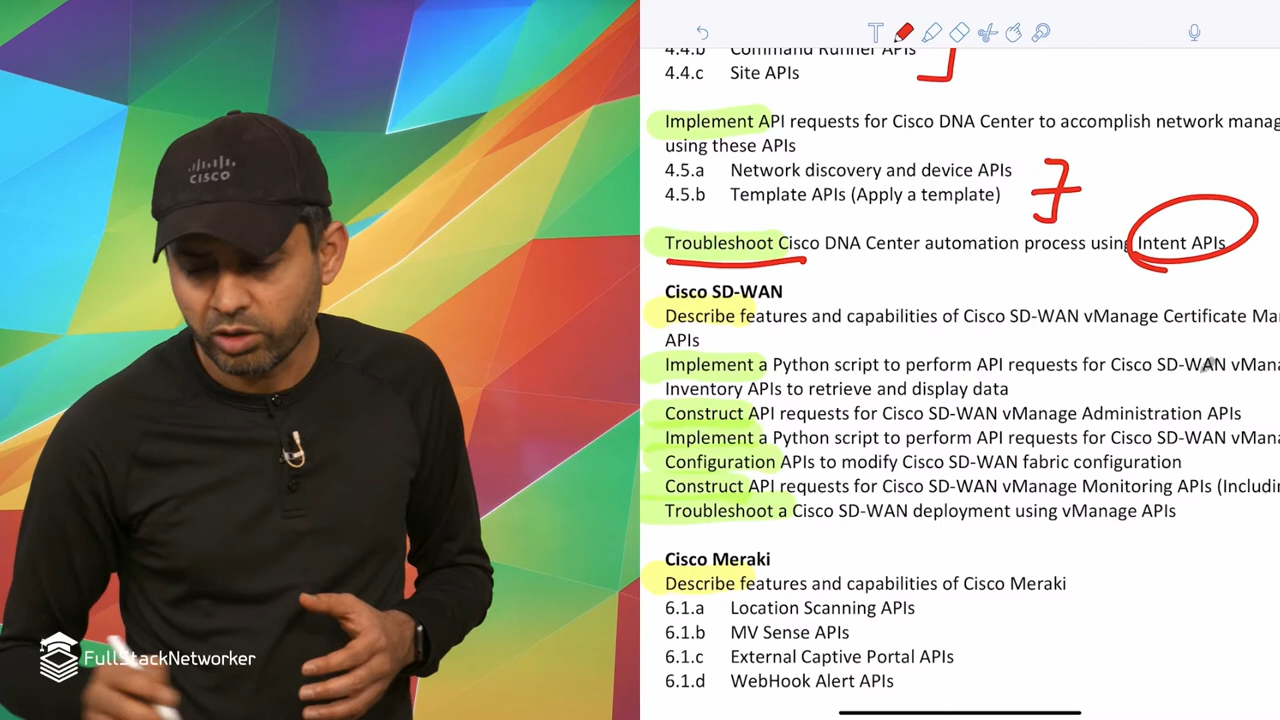 CISCO
FullStackNetworker
4.4.b Command Runner APIs
4.4.c Site APIs
Implement API requests for Cisco DNA Center to accomplish network manag
using these APIs
4.5.a Network discovery and device APIs
4.5.b Template APIs (Apply a template)
Troubleshoot Cisco DNA Center automation process using Intent APIs
Cisco SD-WAN
Describe features and capabilities of Cisco SD-WAN vManage Certificate Man
APIs
Implement a Python script to perform API requests for Cisco SD-WAN vMana
Inventory APIs to retrieve and display data
Construct API requests for Cisco SD-WAN vManage Administration APIs
Implement a Python script to perform API requests for Cisco SD-WAN vMana
Configuration APIs to modify Cisco SD-WAN fabric configuration
Construct API requests for Cisco SD-WAN vManage Monitoring APIs (Includin
Troubleshoot a Cisco SD-WAN deployment using vManage APIs
Cisco Meraki
Describe features and capabilities of Cisco Meraki
6.1.a Location Scanning APIs
6.1.b MV Sense APIs
6.1.c External Captive Portal APIs
6.1.d WebHook Alert APIs